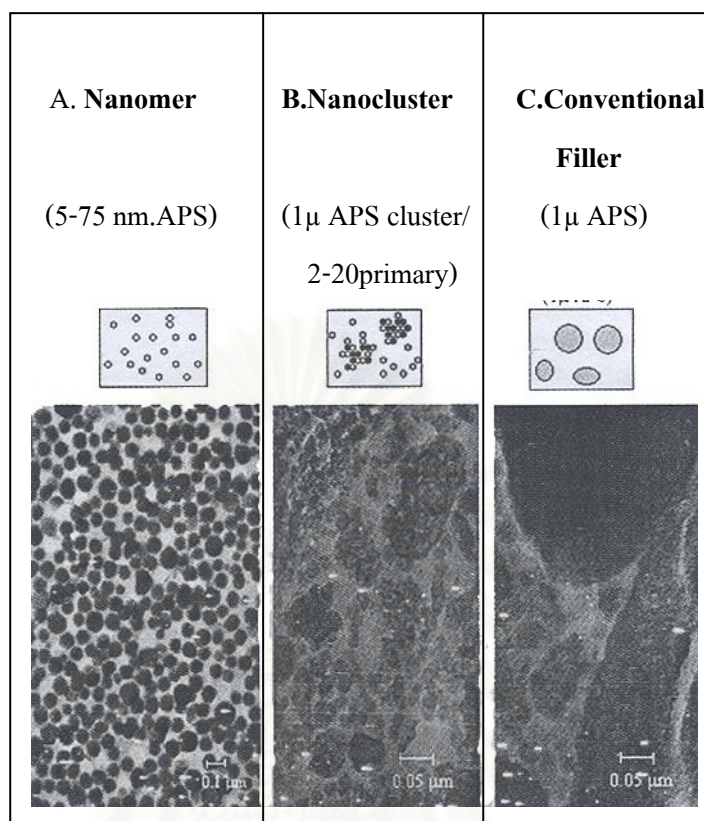 A. Nanomer
(5-75 nm.APS)
0.1 µm
B.Nanocluster
(1µ APS cluster/
2-20primary)
0.05 µm
C.Conventional
Filler
(1µ APS)
0.05 µm